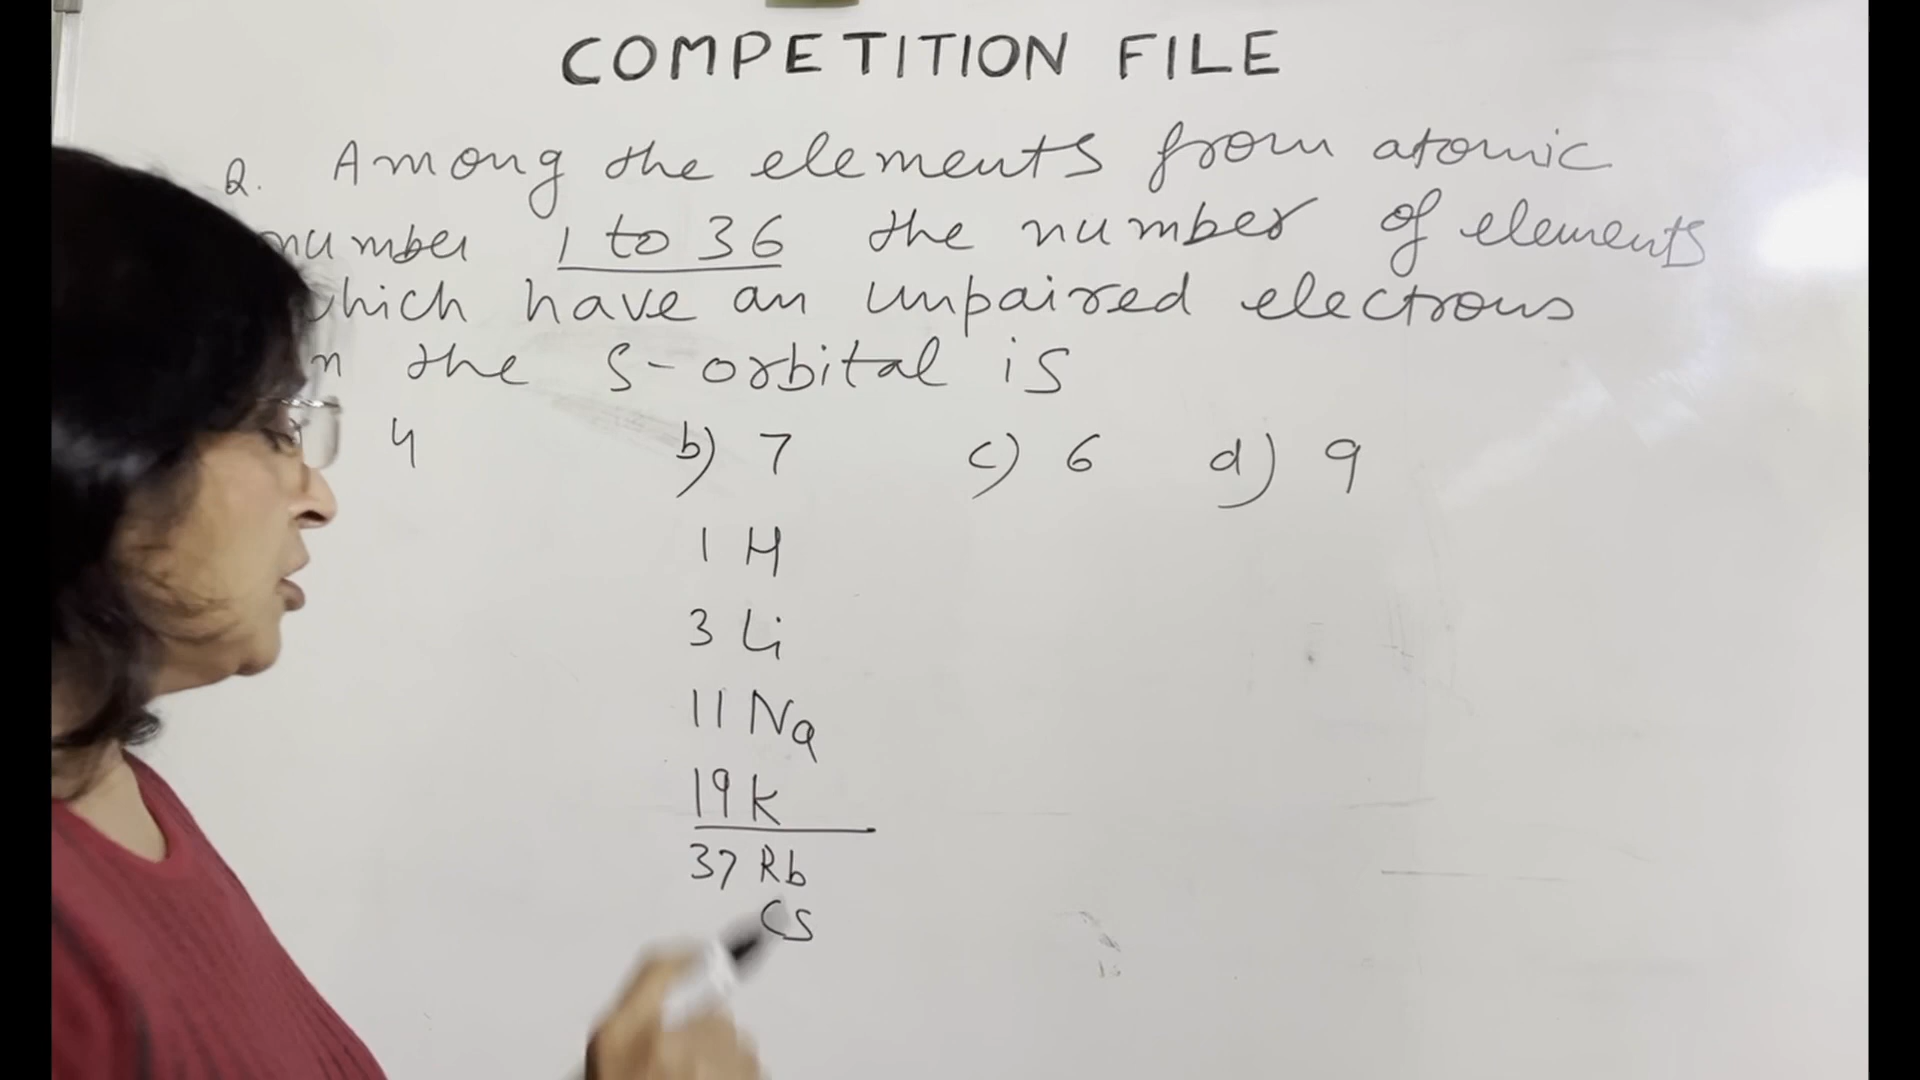 COMPETITION FILE
Q. Among the elements from atomic
number 1 to 36 the number of elements
which have an unpaired electrons
the s-orbital is
4 b) 7 c) 6 d) 9
1 H
3 Li
11 Na
19 K
37 Rb
Cs